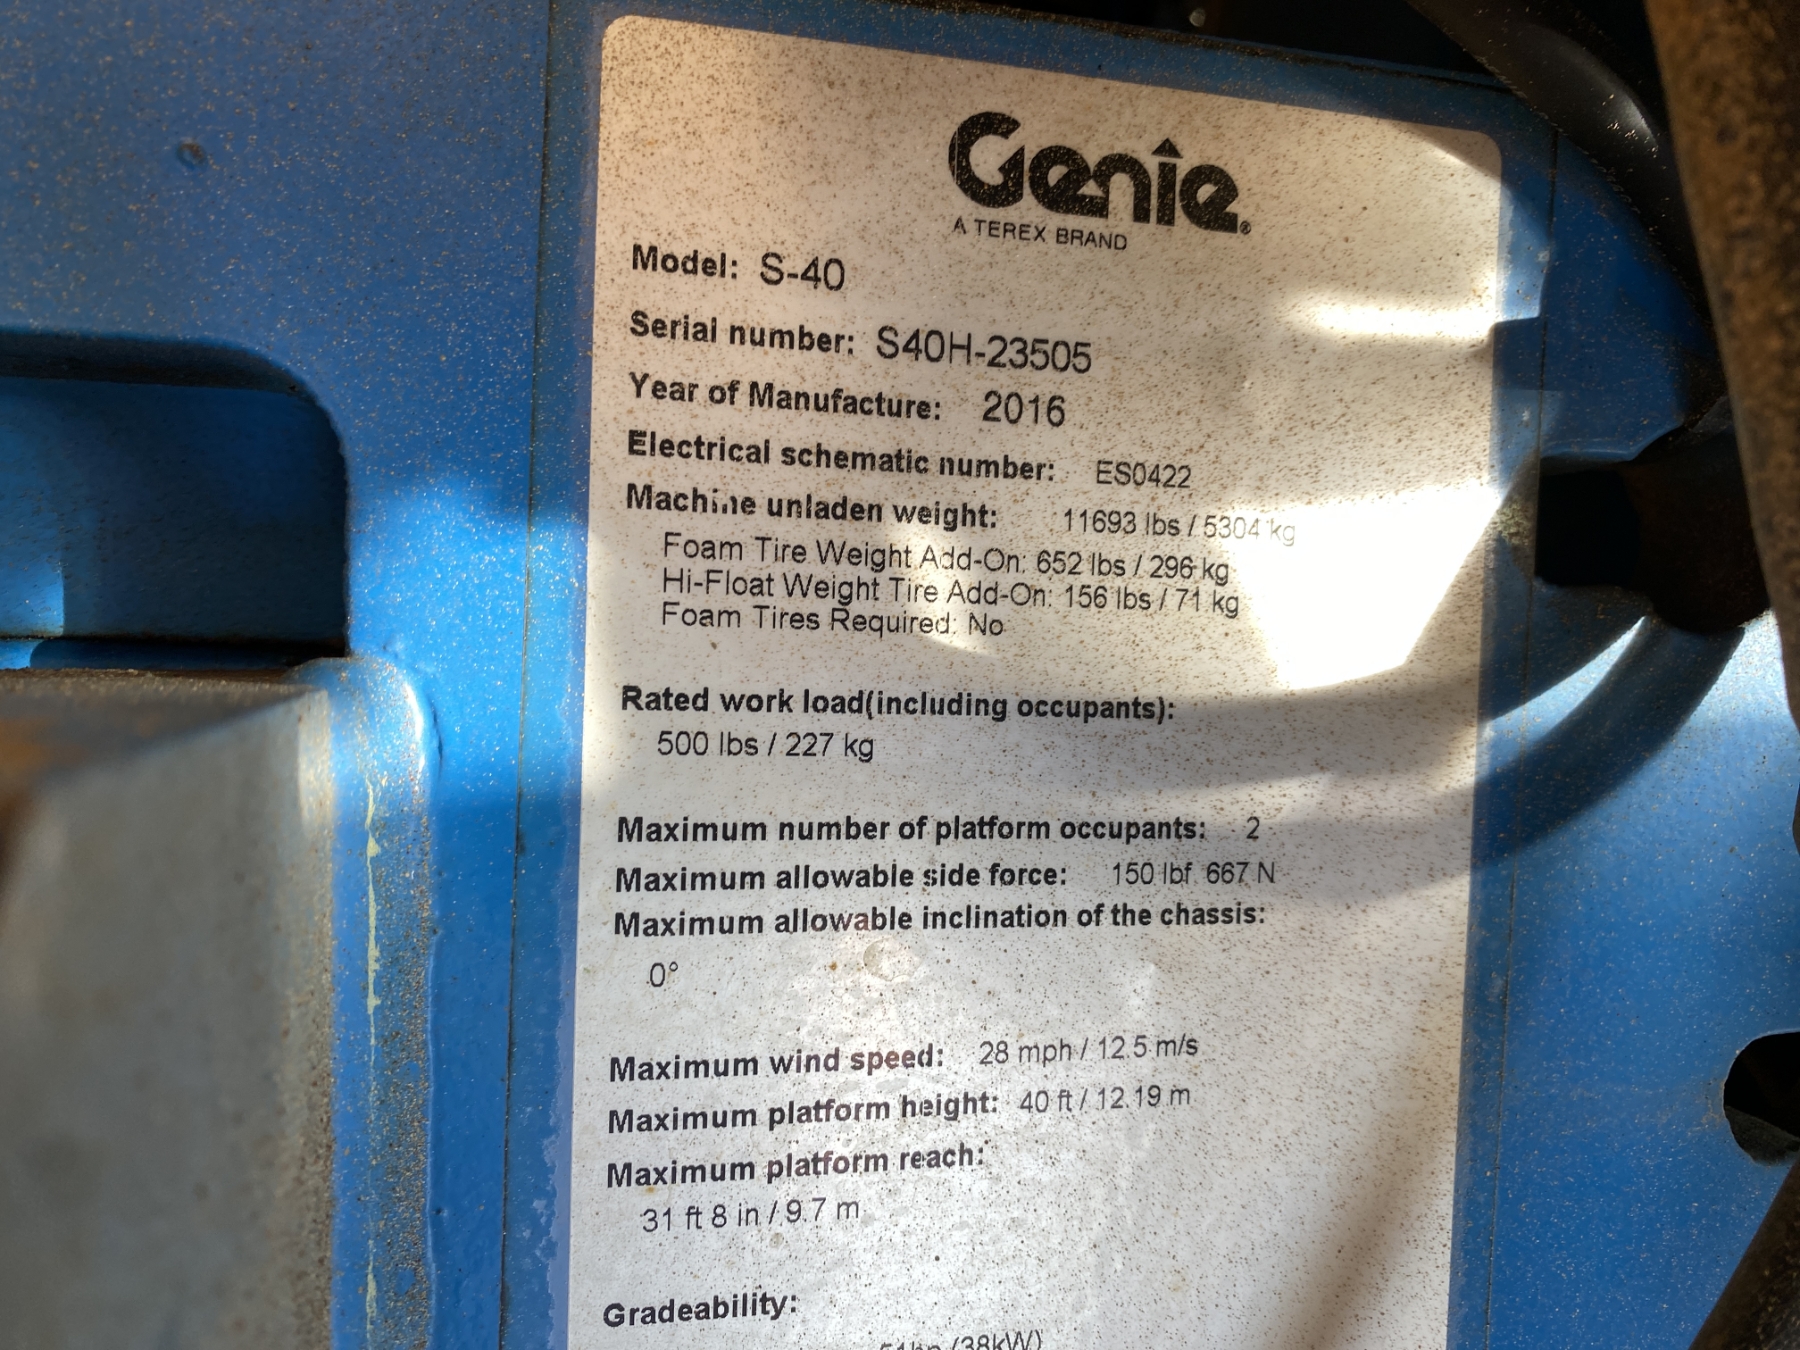 Genie®
A TEREX BRAND
Model: S-40
Serial number: S40H-23505
Year of Manufacture: 2016
Electrical schematic number: ES0422
Machine unladen weight: 11693 lbs / 5304 kg
Foam Tire Weight Add-On: 652 lbs / 296 kg
Hi-Float Weight Tire Add-On: 156 lbs / 71 kg
Foam Tires Required: No
Rated work load(including occupants):
500 lbs / 227 kg
Maximum number of platform occupants: 2
Maximum allowable side force: 150 lbf 667 N
Maximum allowable inclination of the chassis:
0°
Maximum wind speed: 28 mph / 12.5 m/s
Maximum platform height: 40 ft / 12.19 m
Maximum platform reach:
31 ft 8 in / 9.7 m
Gradeability:
51hp (38kW)